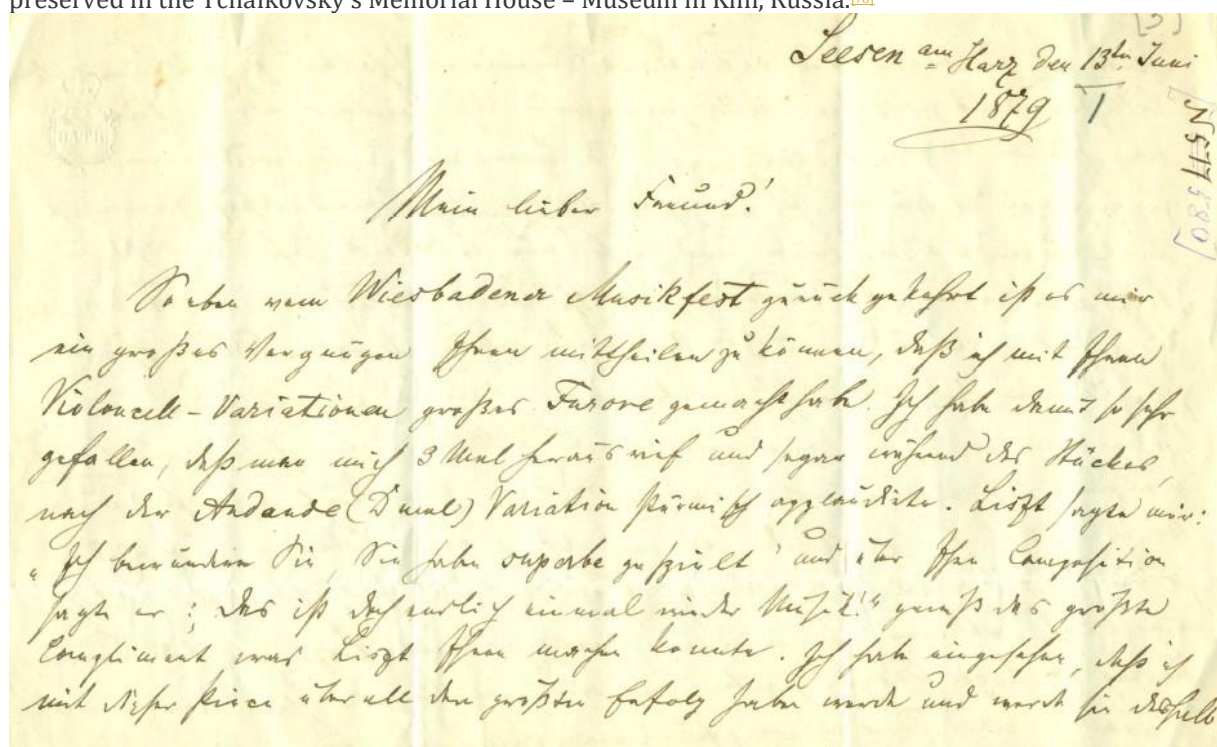 preserved in the Tchaikovsky's Memorial House – Museum in Klin, Russia.
Seesen am Harz den 13ten Juni
1879
Mein lieber Freund!
So eben vom Wiesbadener Musikfest zurückgekehrt ist es mir
ein großes Vergnügen Ihnen mittheilen zu können, daß ich mit Ihren
Violoncell-Variationen großes Furore gemacht habe. Ich habe damit so sehr
gefallen, daß man mich 3 Mal herausrief und sogar während des Stückes,
nach der Andante (D mol) Variation stürmisch applaudirte. Liszt sagte mir:
„Ich bewundere Sie, Sie haben superbe gespielt" und über Ihre Composition
sagte er: das ist doch endlich einmal wieder Musik!" gewiß das größte
Compliment was Liszt Ihnen machen konnte. Ich habe eingesehen, daß ich
mit dieser Piece überall den größten Erfolg haben werde und werde sie deshalb